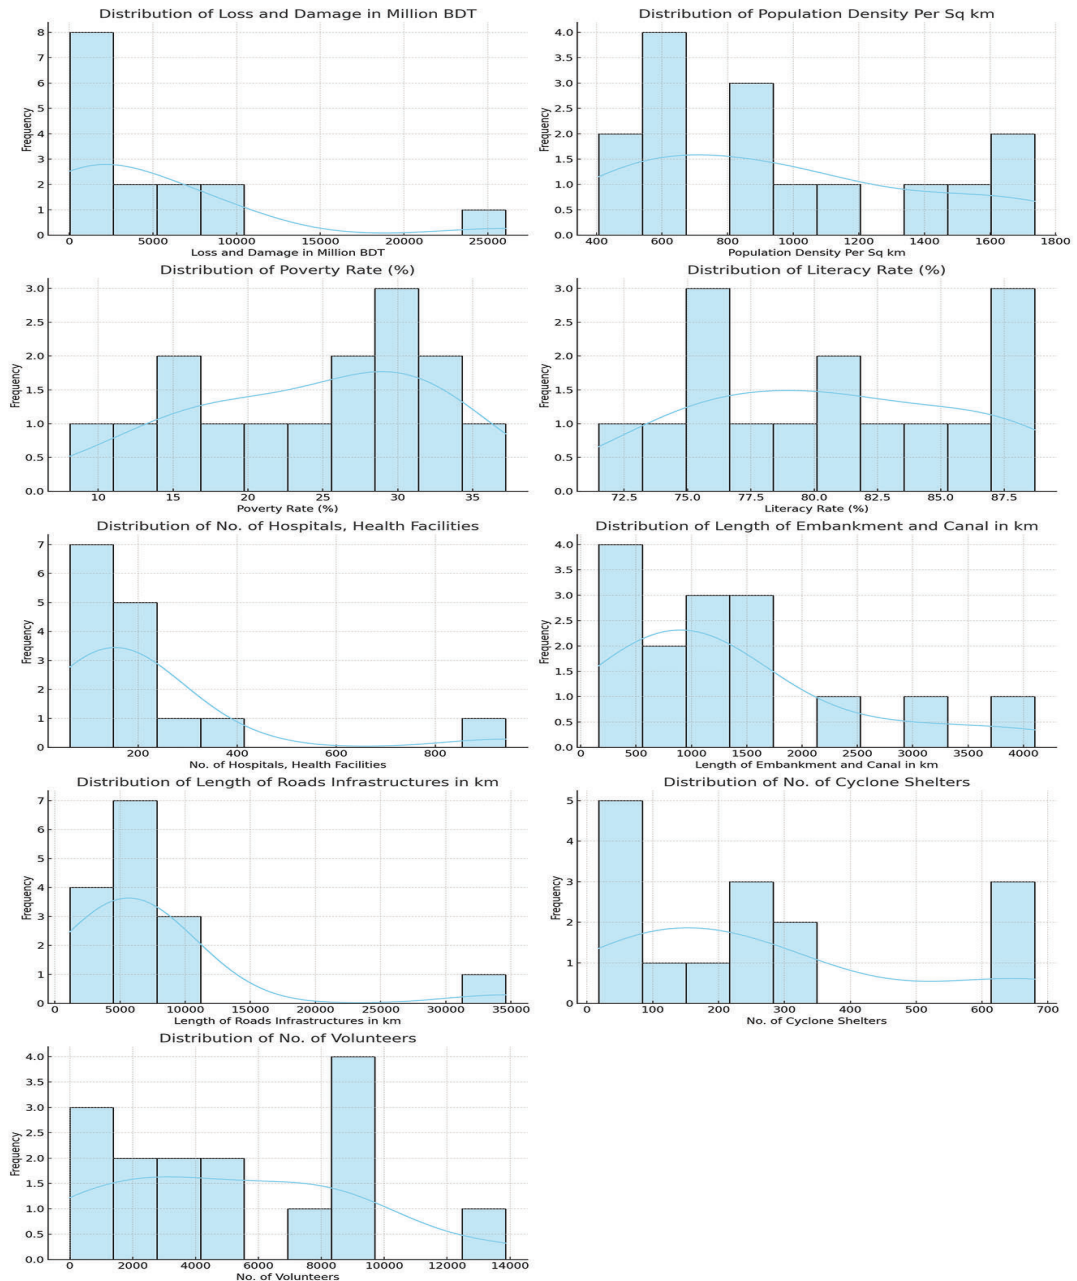 Distribution of Loss and Damage in Million BDT
8
7
6
5
4
3
2
1
0
Frequency
0 5000 10000 15000 20000 25000
Loss and Damage in Million BDT
Distribution of Population Density Per Sq km
4.0
3.5
3.0
2.5
2.0
1.5
1.0
0.5
0.0
Frequency
400 600 800 1000 1200 1400 1600 1800
Population Density Per Sq km
Distribution of Poverty Rate (%)
3.0
2.5
2.0
1.5
1.0
0.5
0.0
Frequency
10 15 20 25 30 35
Poverty Rate (%)
Distribution of Literacy Rate (%)
3.0
2.5
2.0
1.5
1.0
0.5
0.0
Frequency
72.5 75.0 77.5 80.0 82.5 85.0 87.5
Literacy Rate (%)
Distribution of No. of Hospitals, Health Facilities
7
6
5
4
3
2
1
0
Frequency
200 400 600 800
No. of Hospitals, Health Facilities
Distribution of Length of Embankment and Canal in km
4.0
3.5
3.0
2.5
2.0
1.5
1.0
0.5
0.0
Frequency
500 1000 1500 2000 2500 3000 3500 4000
Length of Embankment and Canal in km
Distribution of Length of Roads Infrastructures in km
7
6
5
4
3
2
1
0
Frequency
0 5000 10000 15000 20000 25000 30000 35000
Length of Roads Infrastructures in km
Distribution of No. of Cyclone Shelters
5
4
3
2
1
0
Frequency
0 100 200 300 400 500 600 700
No. of Cyclone Shelters
Distribution of No. of Volunteers
4.0
3.5
3.0
2.5
2.0
1.5
1.0
0.5
0.0
Frequency
0 2000 4000 6000 8000 10000 12000 14000
No. of Volunteers